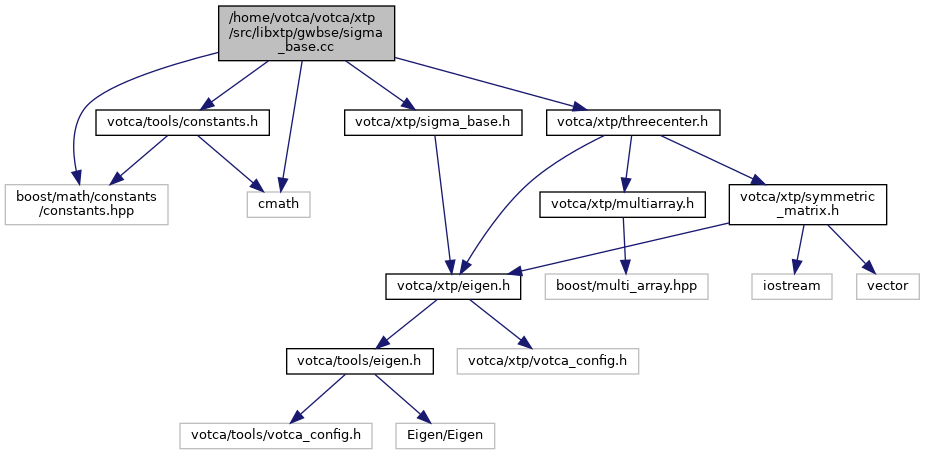 /home/votca/votca/xtp
/src/libxtp/gwbse/sigma
_base.cc
votca/tools/constants.h
votca/xtp/sigma_base.h
votca/xtp/threecenter.h
boost/math/constants
/constants.hpp
cmath
votca/xtp/multiarray.h
votca/xtp/symmetric
_matrix.h
votca/xtp/eigen.h
boost/multi_array.hpp
iostream
vector
votca/tools/eigen.h
votca/xtp/votca_config.h
votca/tools/votca_config.h
Eigen/Eigen